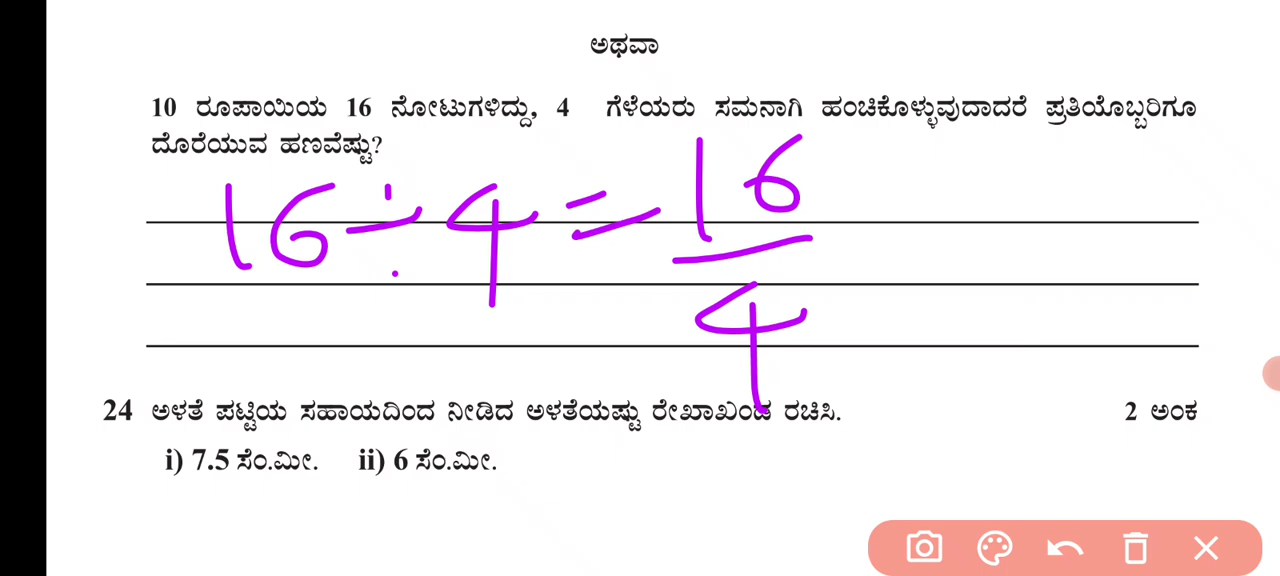 ಅಥವಾ
10 ರೂಪಾಯಿಯ 16 ನೋಟುಗಳಿದ್ದು, 4 ಗೆಳೆಯರು ಸಮನಾಗಿ ಹಂಚಿಕೊಳ್ಳುವುದಾದರೆ ಪ್ರತಿಯೊಬ್ಬರಿಗೂ
ದೊರೆಯುವ ಹಣವೆಷ್ಟು?
16 ÷ 4 = 16/4
24 ಅಳತೆ ಪಟ್ಟಿಯ ಸಹಾಯದಿಂದ ನೀಡಿದ ಅಳತೆಯಷ್ಟು ರೇಖಾಖಂಡ ರಚಿಸಿ. 2 ಅಂಕ
i) 7.5 ಸೆಂ.ಮೀ. ii) 6 ಸೆಂ.ಮೀ.